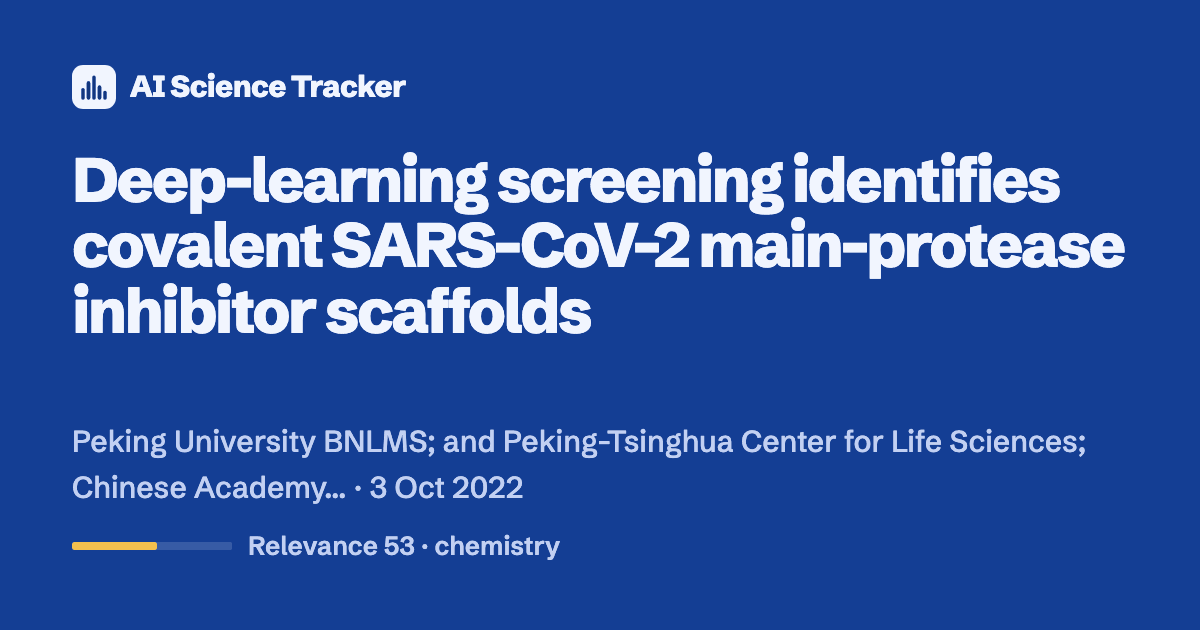 AI Science Tracker
Deep-learning screening identifies
covalent SARS-CoV-2 main-protease
inhibitor scaffolds
Peking University BNLMS; and Peking-Tsinghua Center for Life Sciences;
Chinese Academy... · 3 Oct 2022
Relevance 53 · chemistry